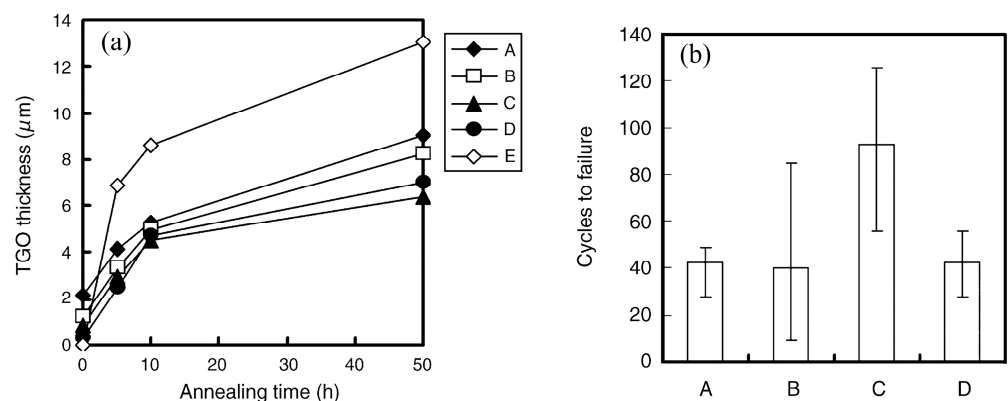 (a)
TGO thickness (μm)
14
12
10
8
6
4
2
0
0 10 20 30 40 50
Annealing time (h)
A
B
C
D
E
(b)
Cycles to failure
140
120
100
80
60
40
20
0
A B C D